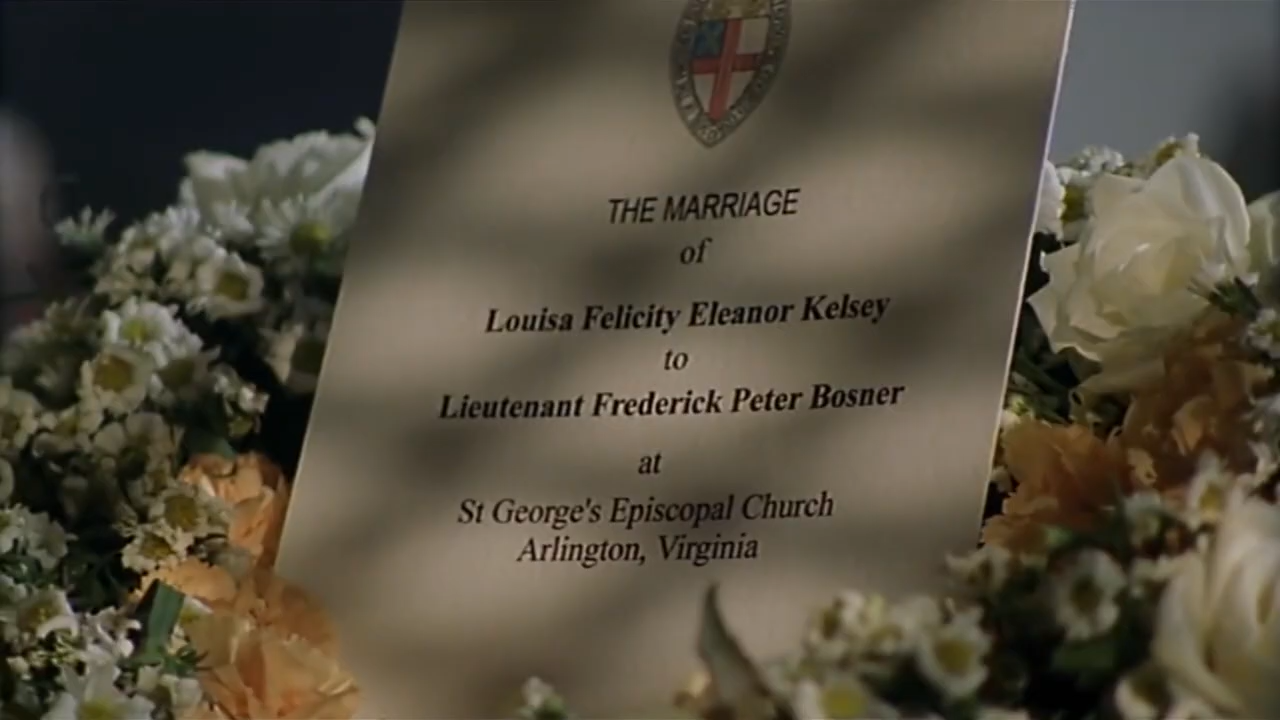 THE MARRIAGE
of
Louisa Felicity Eleanor Kelsey
to
Lieutenant Frederick Peter Bosner
at
St George's Episcopal Church
Arlington, Virginia